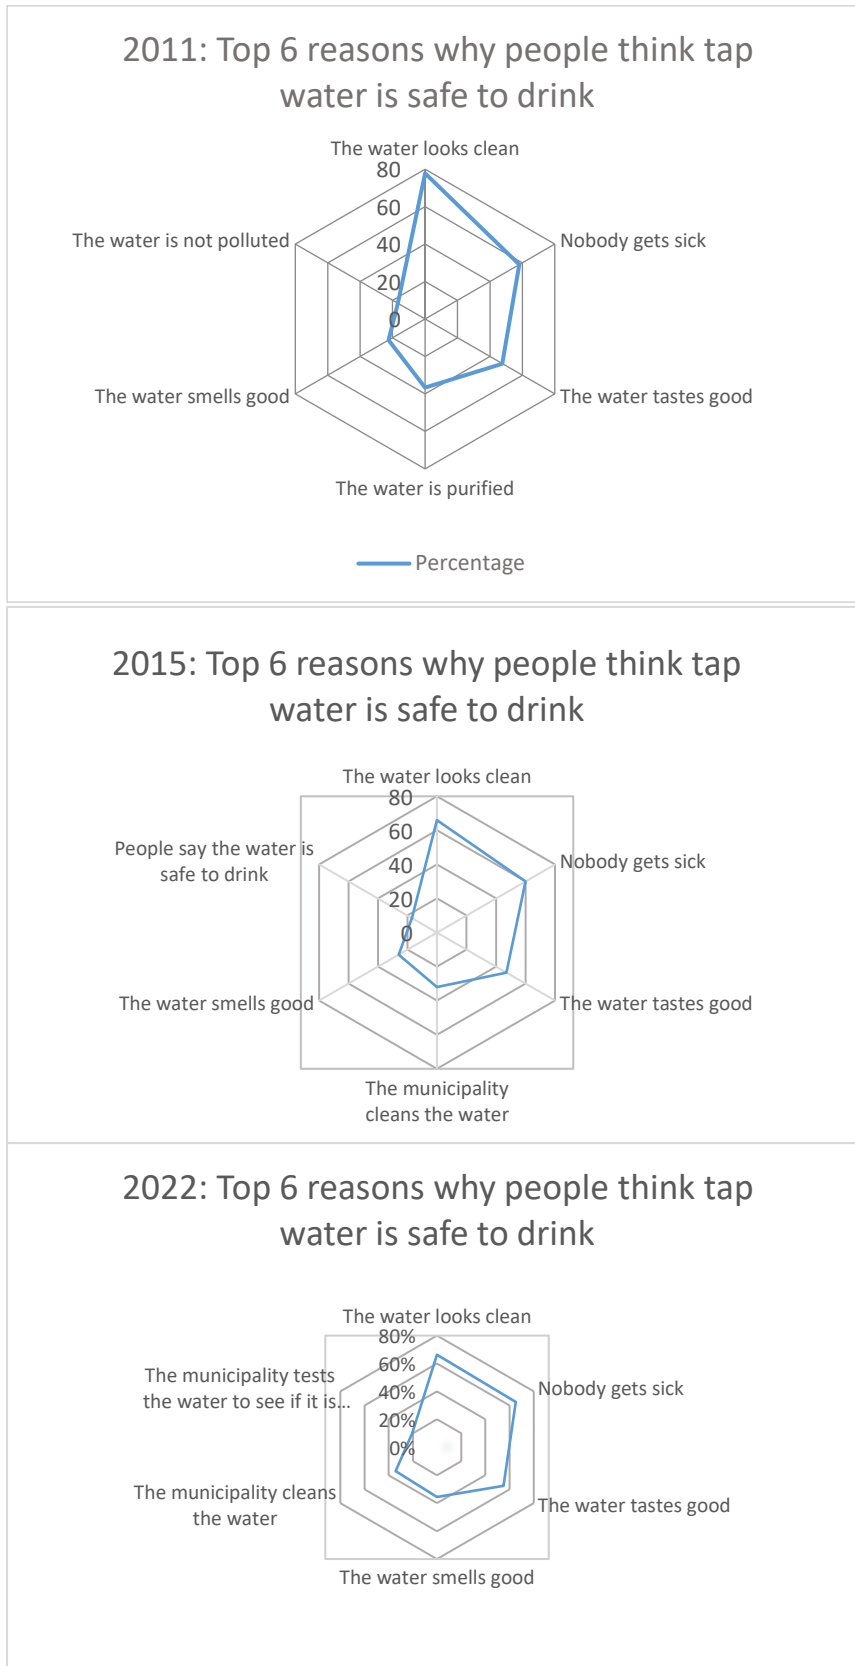 2011: Top 6 reasons why people think tap
water is safe to drink
The water looks clean
80
60
40
20
0
The water is not polluted
Nobody gets sick
The water smells good
The water tastes good
The water is purified
Percentage
2015: Top 6 reasons why people think tap
water is safe to drink
The water looks clean
80
60
40
20
0
People say the water is
safe to drink
Nobody gets sick
The water smells good
The water tastes good
The municipality
cleans the water
2022: Top 6 reasons why people think tap
water is safe to drink
The water looks clean
80%
60%
40%
20%
0%
The municipality tests
the water to see if it is...
Nobody gets sick
The municipality cleans
the water
The water tastes good
The water smells good